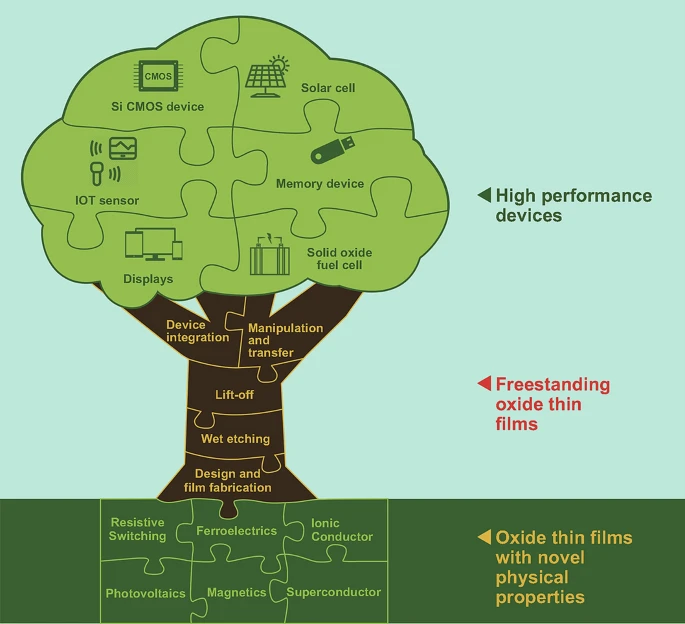 CMOS
Si CMOS device
Solar cell
IOT sensor
Memory device
Displays
Solid oxide
fuel cell
High performance
devices
Device
integration
Manipulation
and
transfer
Lift-off
Wet etching
Design and
film fabrication
Freestanding
oxide thin
films
Resistive
Switching
Ferroelectrics
Ionic
Conductor
Photovoltaics
Magnetics
Superconductor
Oxide thin films
with novel
physical
properties